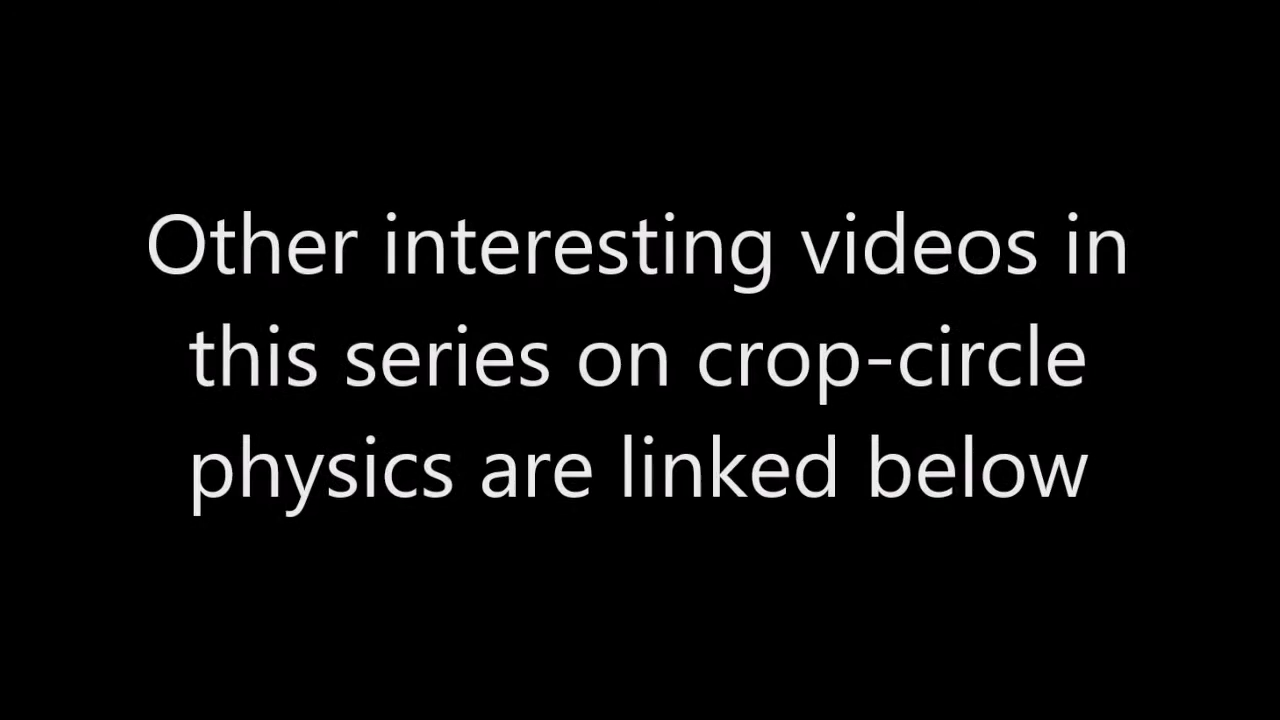 Other interesting videos in
this series on crop-circle
physics are linked below